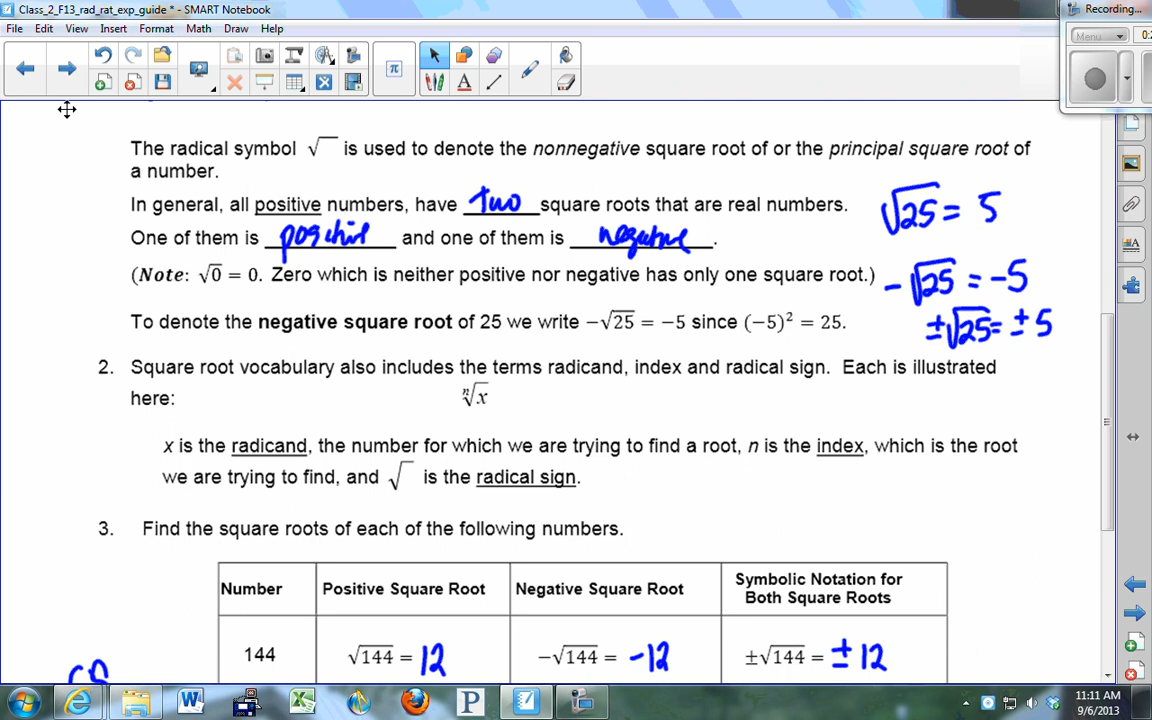 Class_2_F13_rad_rat_exp_guide * - SMART Notebook
Recording...
File Edit View Insert Format Math Draw Help
Menu
π
A
The radical symbol √ is used to denote the nonnegative square root of or the principal square root of
a number.
In general, all positive numbers, have two square roots that are real numbers.
√25 = 5
One of them is positive and one of them is negative.
(Note: √0 = 0. Zero which is neither positive nor negative has only one square root.)
-√25 = -5
To denote the negative square root of 25 we write −√25 = −5 since (−5)² = 25.
±√25 = ±5
2. Square root vocabulary also includes the terms radicand, index and radical sign. Each is illustrated
here: ⁿ√x
x is the radicand, the number for which we are trying to find a root, n is the index, which is the root
we are trying to find, and √ is the radical sign.
3. Find the square roots of each of the following numbers.
Number Positive Square Root Negative Square Root Symbolic Notation for
Both Square Roots
144 √144 = 12 −√144 = -12 ±√144 = ± 12
11:11 AM
9/6/2013